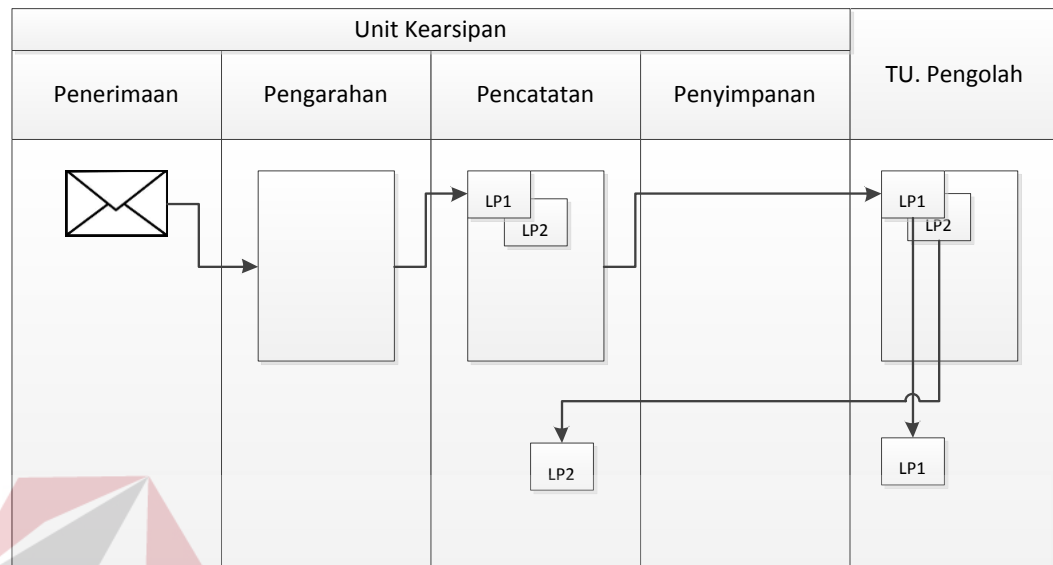 Unit Kearsipan
TU. Pengolah
Penerimaan
Pengarahan
Pencatatan
Penyimpanan
LP1
LP2
LP1
LP2
LP2
LP1